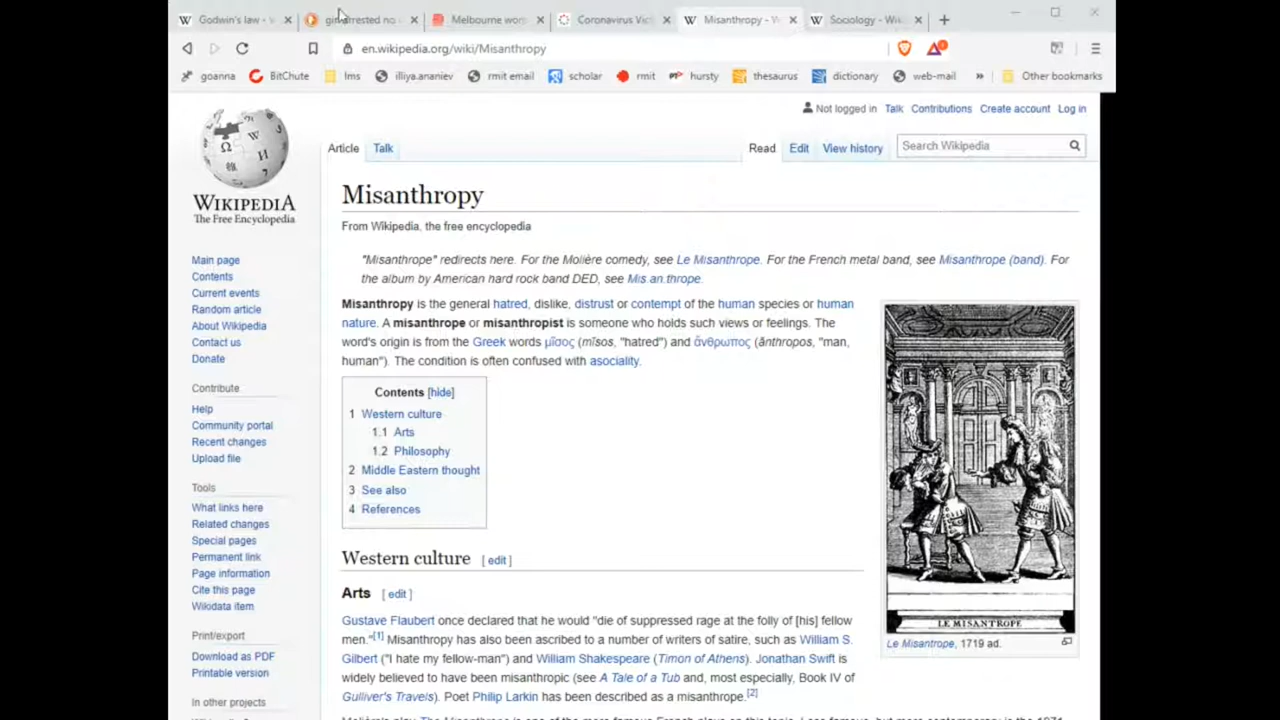 Godwin's law -
girl arrested no
Melbourne wom
Coronavirus Vic
Misanthropy -
Sociology - Wiki
en.wikipedia.org/wiki/Misanthropy
goanna
BitChute
lms
illiya.ananiev
rmit email
scholar
rmit
hursty
thesaurus
dictionary
web-mail
»
Other bookmarks
Not logged in Talk Contributions Create account Log in
Article Talk
Read Edit View history
Search Wikipedia
WIKIPEDIA
The Free Encyclopedia
Main page
Contents
Current events
Random article
About Wikipedia
Contact us
Donate
Contribute
Help
Community portal
Recent changes
Upload file
Tools
What links here
Related changes
Special pages
Permanent link
Page information
Cite this page
Wikidata item
Print/export
Download as PDF
Printable version
In other projects
Misanthropy
From Wikipedia, the free encyclopedia
"Misanthrope" redirects here. For the Molière comedy, see Le Misanthrope. For the French metal band, see Misanthrope (band). For
the album by American hard rock band DED, see Mis.an.thrope.
Misanthropy is the general hatred, dislike, distrust or contempt of the human species or human
nature. A misanthrope or misanthropist is someone who holds such views or feelings. The
word's origin is from the Greek words μῖσος (mīsos, "hatred") and ἄνθρωπος (ānthropos, "man,
human"). The condition is often confused with asociality.
Contents [hide]
1 Western culture
1.1 Arts
1.2 Philosophy
2 Middle Eastern thought
3 See also
4 References
LE MISANTROPE
Le Misantrope, 1719 ad.
Western culture [ edit ]
Arts [ edit ]
Gustave Flaubert once declared that he would "die of suppressed rage at the folly of [his] fellow
men."[1] Misanthropy has also been ascribed to a number of writers of satire, such as William S.
Gilbert ("I hate my fellow-man") and William Shakespeare (Timon of Athens). Jonathan Swift is
widely believed to have been misanthropic (see A Tale of a Tub and, most especially, Book IV of
Gulliver's Travels). Poet Philip Larkin has been described as a misanthrope.[2]